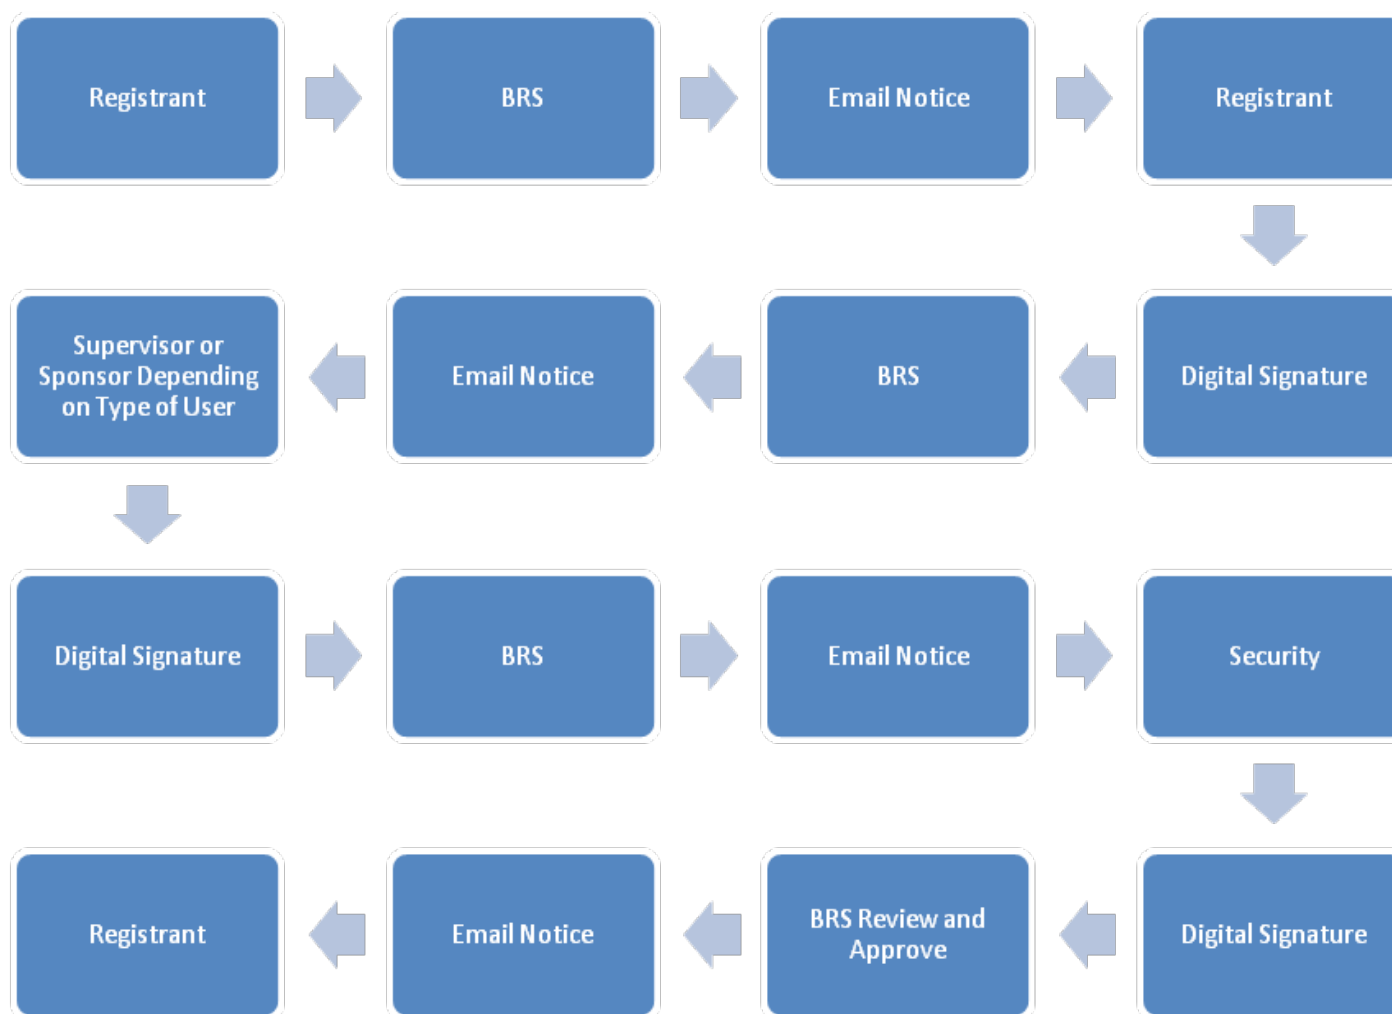 Registrant
BRS
Email Notice
Registrant
Supervisor or
Sponsor Depending
on Type of User
Email Notice
BRS
Digital Signature
Digital Signature
BRS
Email Notice
Security
Registrant
Email Notice
BRS Review and
Approve
Digital Signature